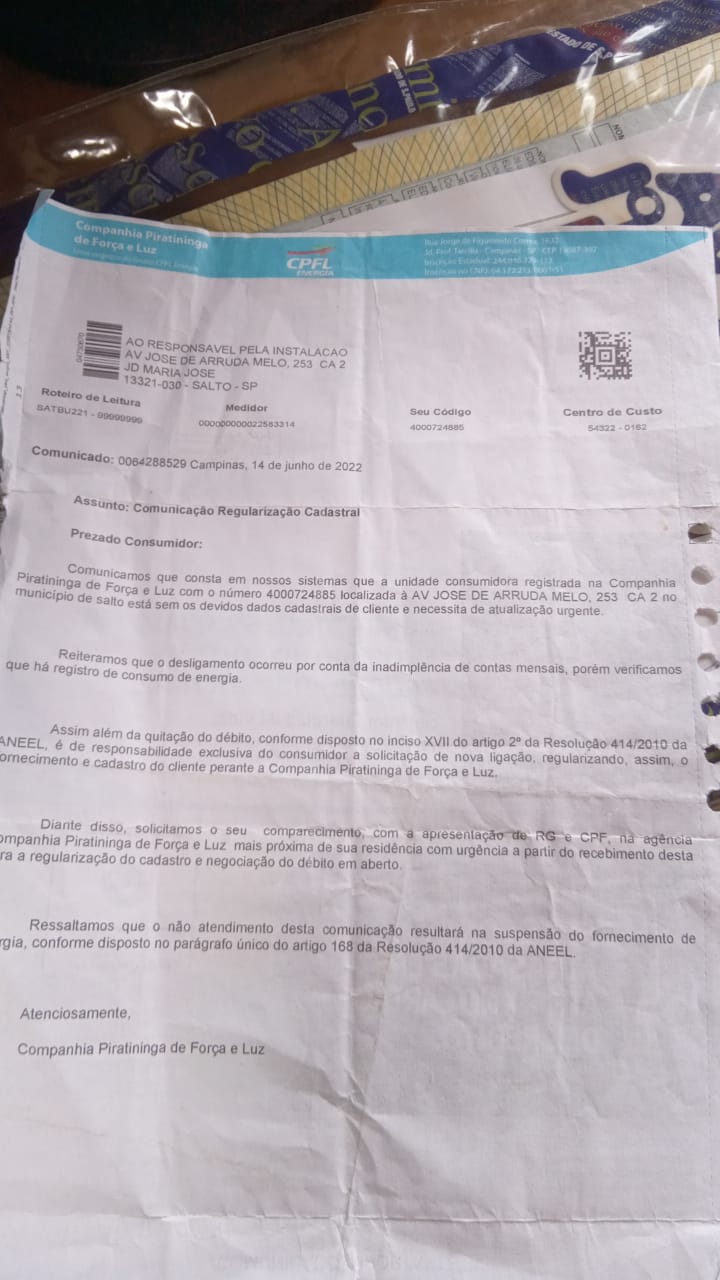 ESTADO DE S.P
Companhia Piratininga
de Força e Luz
CPFL
ENERGIA
AO RESPONSAVEL PELA INSTALACAO
AV JOSE DE ARRUDA MELO, 253 CA 2
JD MARIA JOSE
13321-030 - SALTO - SP
Roteiro de Leitura
SATBU221 - 99999999
Medidor
000000000022583314
Seu Código
4000724885
Centro de Custo
54322 - 0162
Comunicado: 0064288529 Campinas, 14 de junho de 2022
Assunto: Comunicação Regularização Cadastral
Prezado Consumidor:
Comunicamos que consta em nossos sistemas que a unidade consumidora registrada na Companhia
Piratininga de Força e Luz com o número 4000724885 localizada à AV JOSE DE ARRUDA MELO, 253 CA 2 no
município de salto está sem os devidos dados cadastrais de cliente e necessita de atualização urgente.
Reiteramos que o desligamento ocorreu por conta da inadimplência de contas mensais, porém verificamos
que há registro de consumo de energia.
Assim além da quitação do débito, conforme disposto no inciso XVII do artigo 2º da Resolução 414/2010 da
ANEEL, é de responsabilidade exclusiva do consumidor a solicitação de nova ligação, regularizando, assim, o
ornecimento e cadastro do cliente perante a Companhia Piratininga de Força e Luz.
Diante disso, solicitamos o seu comparecimento, com a apresentação de RG e CPF, na agência
ompanhia Piratininga de Força e Luz mais próxima de sua residência com urgência a partir do recebimento desta
ra a regularização do cadastro e negociação do débito em aberto.
Ressaltamos que o não atendimento desta comunicação resultará na suspensão do fornecimento de
rgia, conforme disposto no parágrafo único do artigo 168 da Resolução 414/2010 da ANEEL.
Atenciosamente,
Companhia Piratininga de Força e Luz